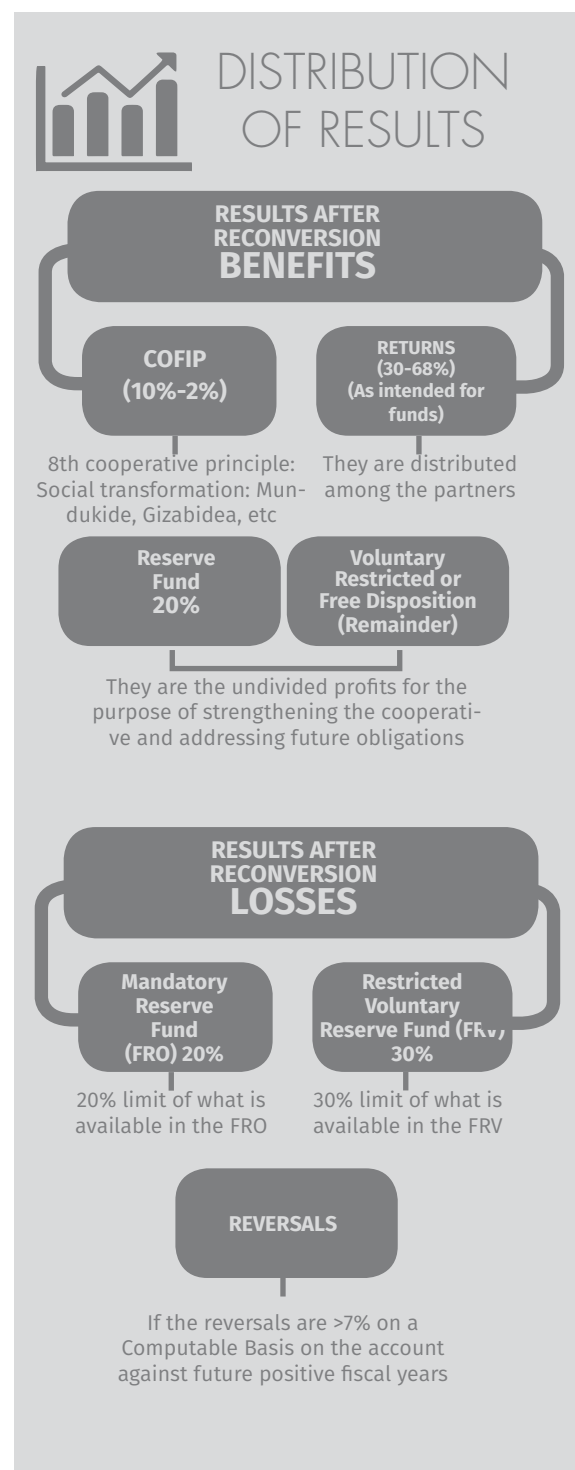 DISTRIBUTION
OF RESULTS
RESULTS AFTER
RECONVERSION
BENEFITS
COFIP
(10%-2%)
RETURNS
(30-68%)
(As intended for
funds)
8th cooperative principle:
Social transformation: Mun-
dukide, Gizabidea, etc
They are distributed
among the partners
Reserve
Fund
20%
Voluntary
Restricted or
Free Disposition
(Remainder)
They are the undivided profits for the
purpose of strengthening the cooperati-
ve and addressing future obligations
RESULTS AFTER
RECONVERSION
LOSSES
Mandatory
Reserve
Fund
(FRO) 20%
Restricted
Voluntary
Reserve Fund (FRV)
30%
20% limit of what is
available in the FRO
30% limit of what is
available in the FRV
REVERSALS
If the reversals are >7% on a
Computable Basis on the account
against future positive fiscal years